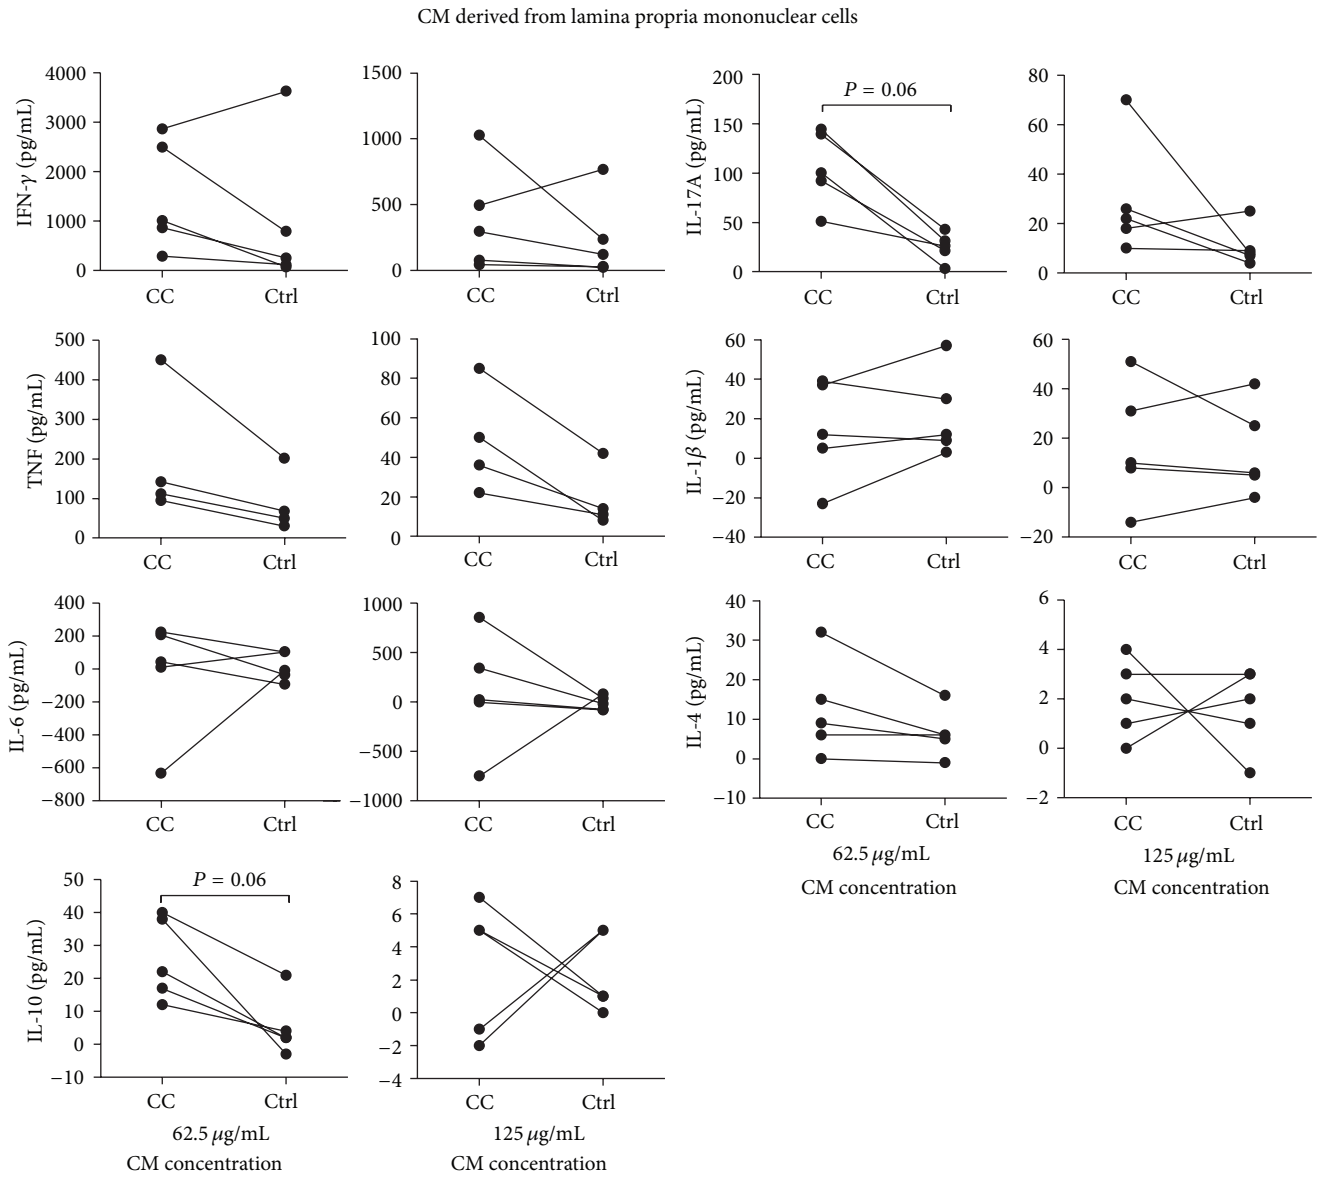 CM derived from lamina propria mononuclear cells
IFN-γ (pg/mL)
4000
3000
2000
1000
0
CC Ctrl
1500
1000
500
0
CC Ctrl
IL-17A (pg/mL)
P = 0.06
200
150
100
50
0
CC Ctrl
80
60
40
20
0
CC Ctrl
TNF (pg/mL)
500
400
300
200
100
0
CC Ctrl
100
80
60
40
20
0
CC Ctrl
IL-1β (pg/mL)
60
40
20
0
−20
−40
CC Ctrl
60
40
20
0
−20
CC Ctrl
IL-6 (pg/mL)
400
200
0
−200
−400
−600
−800
CC Ctrl
1000
500
0
−500
−1000
CC Ctrl
IL-4 (pg/mL)
40
30
20
10
0
−10
CC Ctrl
62.5 μg/mL
CM concentration
6
4
2
0
−2
CC Ctrl
125 μg/mL
CM concentration
IL-10 (pg/mL)
P = 0.06
50
40
30
20
10
0
−10
CC Ctrl
62.5 μg/mL
CM concentration
8
6
4
2
0
−2
−4
CC Ctrl
125 μg/mL
CM concentration